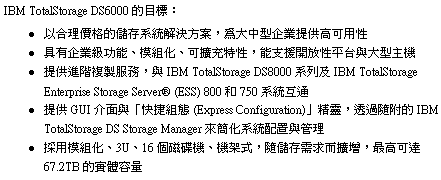 IBM TotalStorage DS6000 的目標：
• 以合理價格的儲存系統解決方案，為大中型企業提供高可用性
• 具有企業級功能、模組化、可擴充特性，能支援開放性平台與大型主機
• 提供進階複製服務，與 IBM TotalStorage DS8000 系列及 IBM TotalStorage
Enterprise Storage Server® (ESS) 800 和 750 系統互通
• 提供 GUI 介面與「快捷組態 (Express Configuration)」精靈，透過隨附的 IBM
TotalStorage DS Storage Manager 來簡化系統配置與管理
• 採用模組化、3U、16 個磁碟機、機架式，隨儲存需求而擴增，最高可達
67.2TB 的實體容量